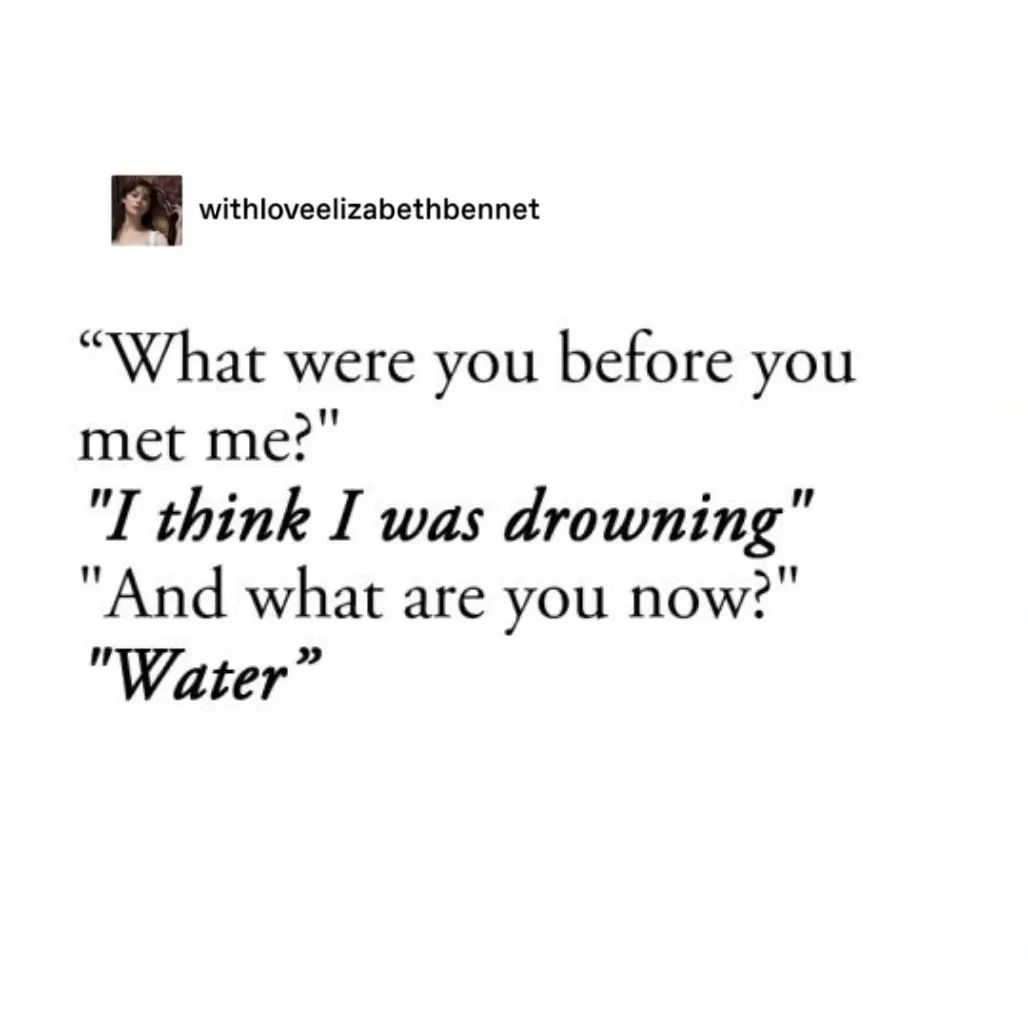 withloveelizabethbennet
“What were you before you
met me?"
"I think I was drowning"
"And what are you now?"
"Water”